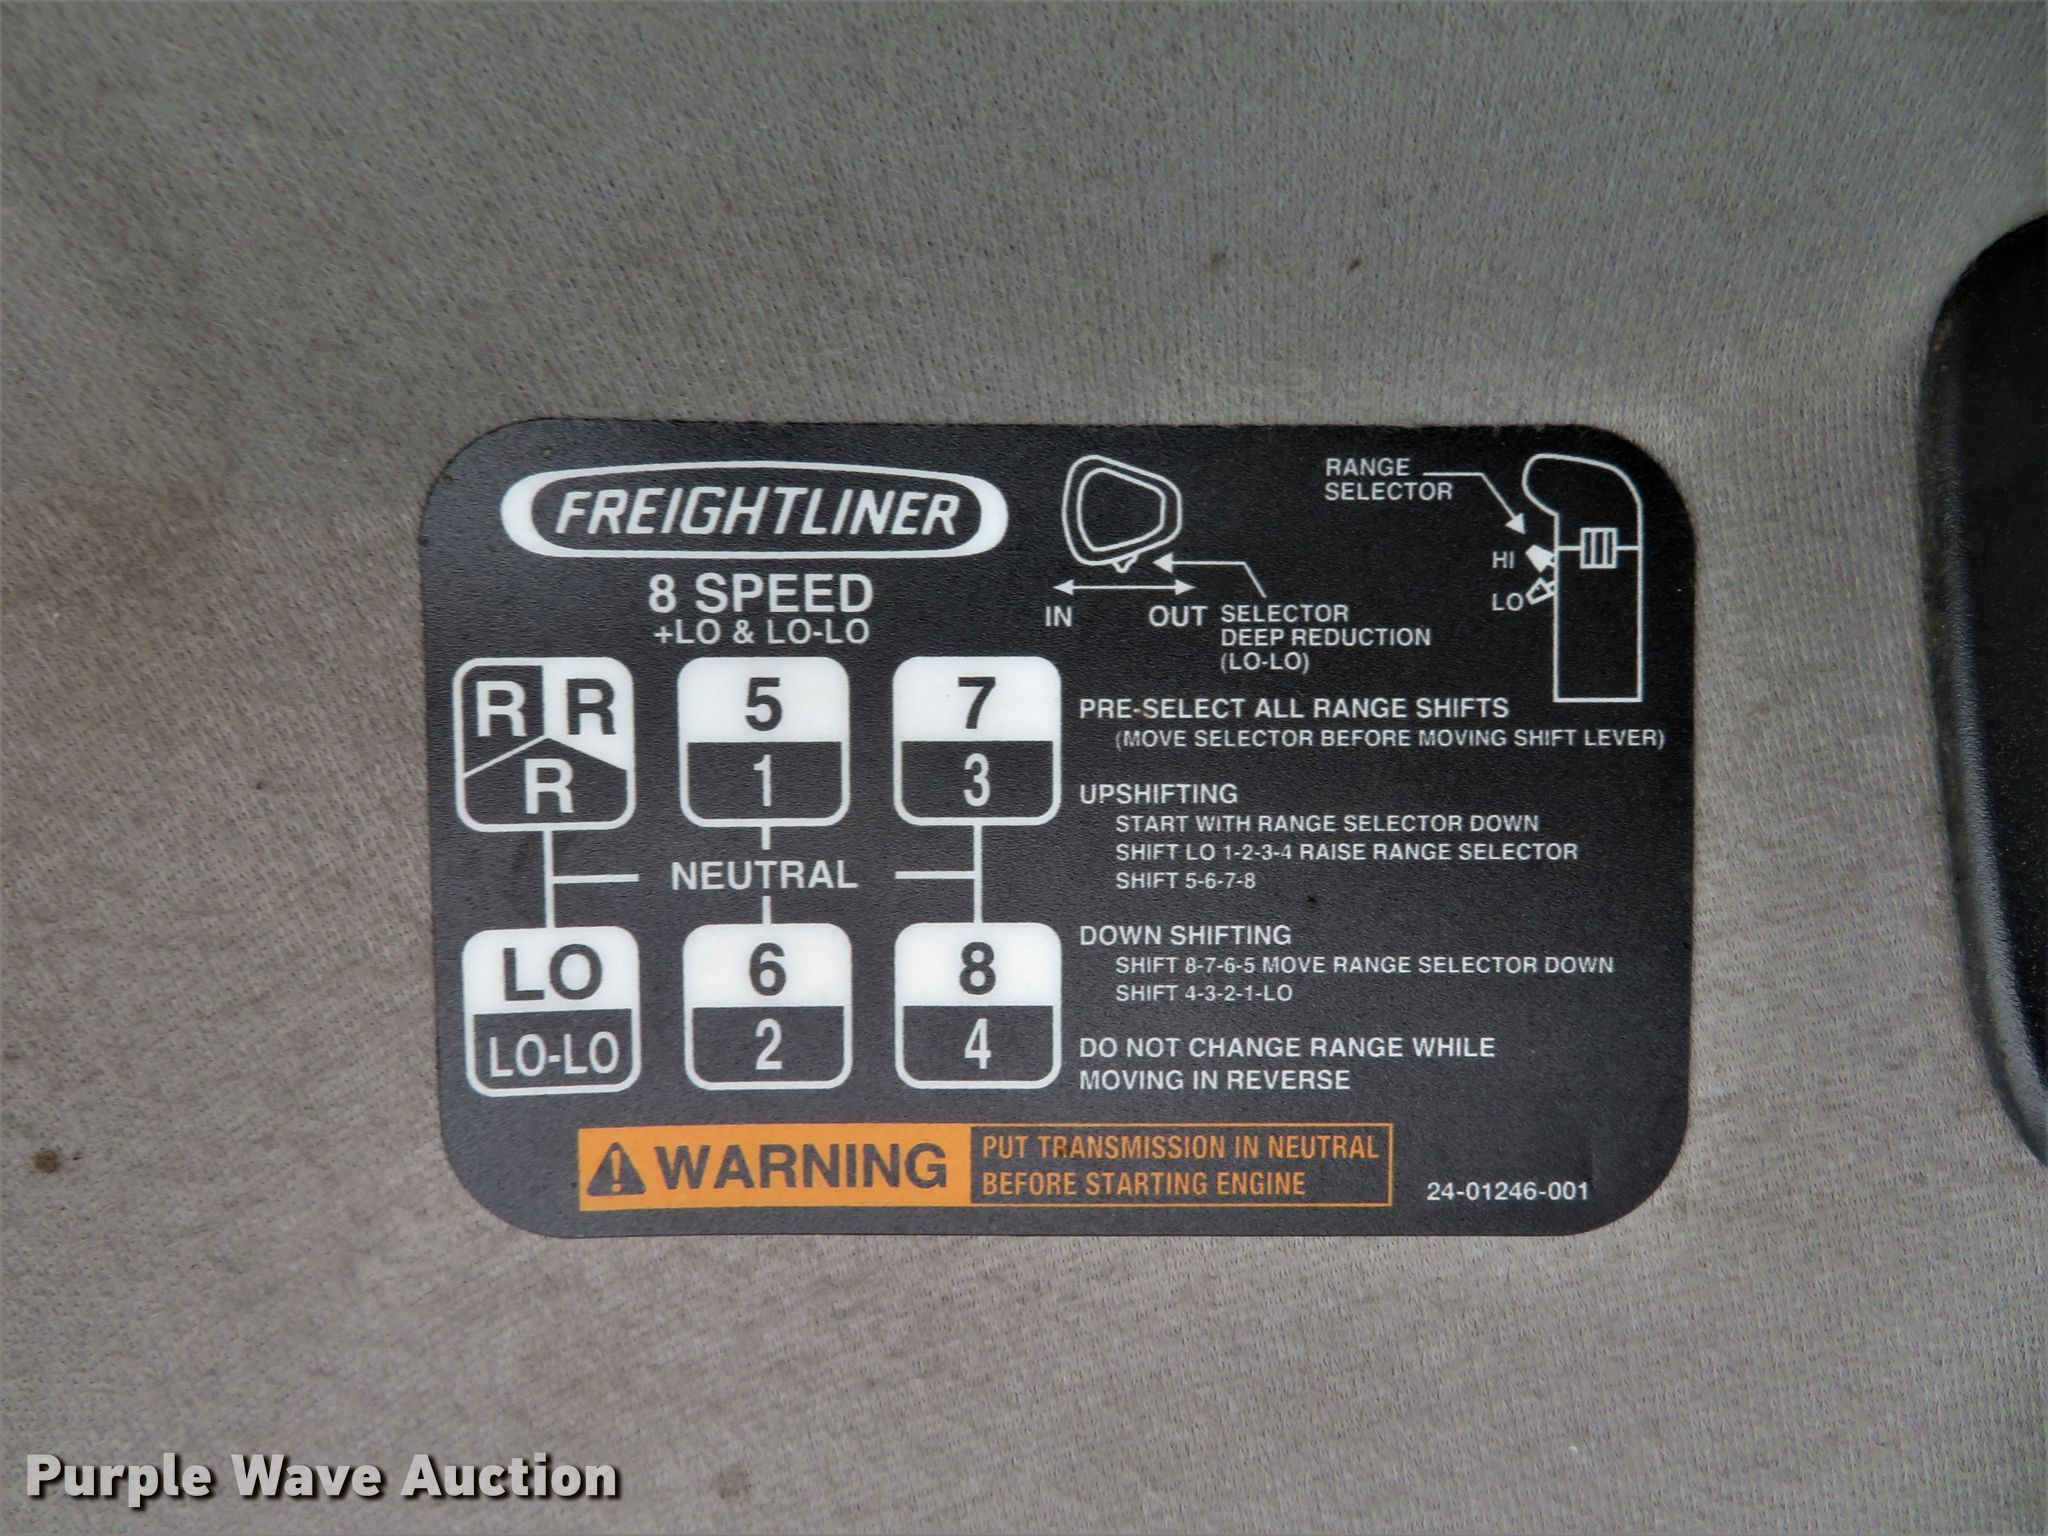 FREIGHTLINER
8 SPEED
+LO & LO-LO
IN
OUT
SELECTOR
DEEP REDUCTION
(LO-LO)
RANGE
SELECTOR
HI
LO
R R
R
5
1
7
3
NEUTRAL
LO
LO-LO
6
2
8
4
PRE-SELECT ALL RANGE SHIFTS
(MOVE SELECTOR BEFORE MOVING SHIFT LEVER)
UPSHIFTING
START WITH RANGE SELECTOR DOWN
SHIFT LO 1-2-3-4 RAISE RANGE SELECTOR
SHIFT 5-6-7-8
DOWN SHIFTING
SHIFT 8-7-6-5 MOVE RANGE SELECTOR DOWN
SHIFT 4-3-2-1-LO
DO NOT CHANGE RANGE WHILE
MOVING IN REVERSE
WARNING
PUT TRANSMISSION IN NEUTRAL
BEFORE STARTING ENGINE
24-01246-001
Purple Wave Auction